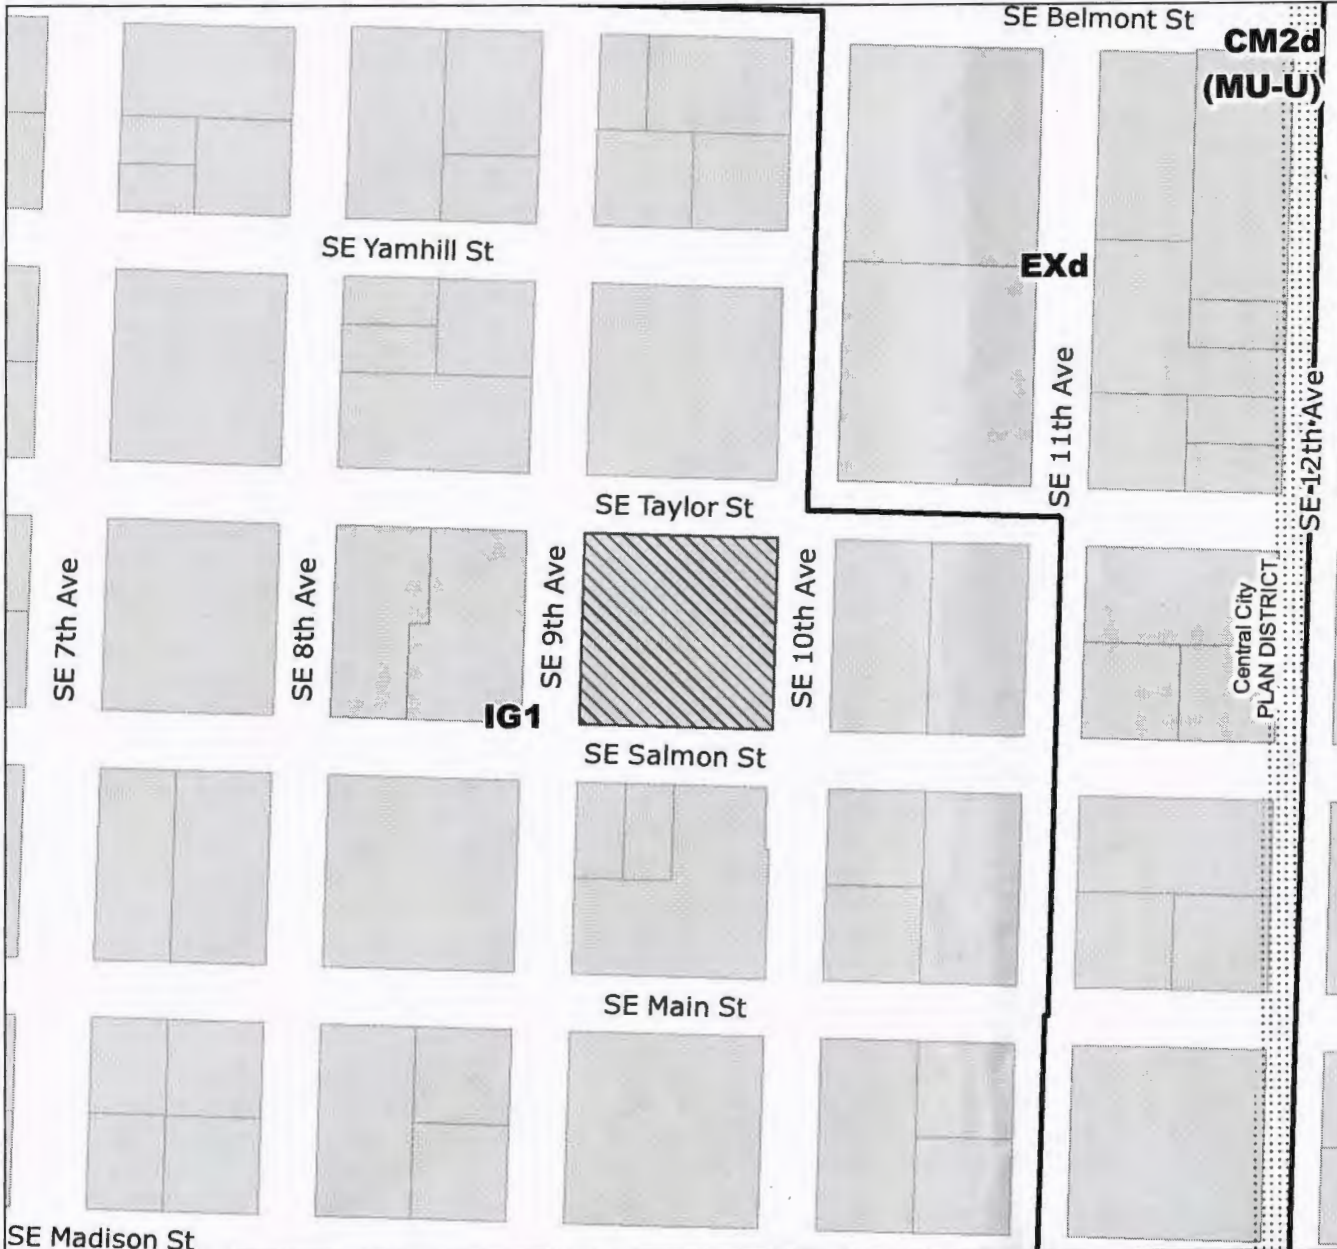 SE Belmont St
CM2d
(MU-U)
SE Yamhill St
EXd
SE 11th Ave
SE 12th Ave
SE Taylor St
SE 7th Ave
SE 8th Ave
SE 9th Ave
SE 10th Ave
Central City
PLAN DISTRICT
IG1
SE Salmon St
SE Main St
SE Madison St